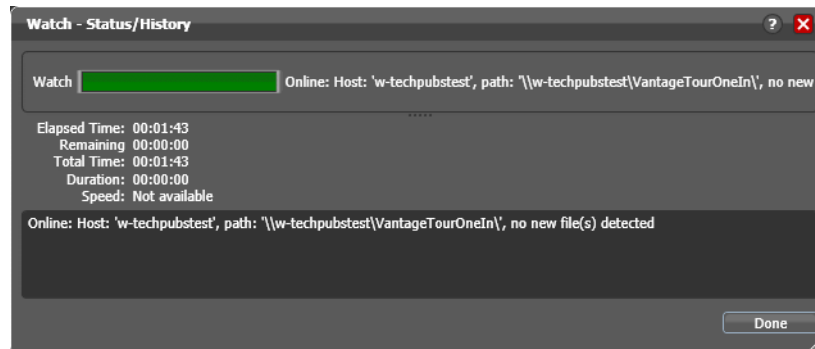 Watch - Status/History
?
Watch Online: Host: 'w-techpubstest', path: '\\w-techpubstest\VantageTourOneIn\', no new
Elapsed Time: 00:01:43
Remaining 00:00:00
Total Time: 00:01:43
Duration: 00:00:00
Speed: Not available
Online: Host: 'w-techpubstest', path: '\\w-techpubstest\VantageTourOneIn\', no new file(s) detected
Done